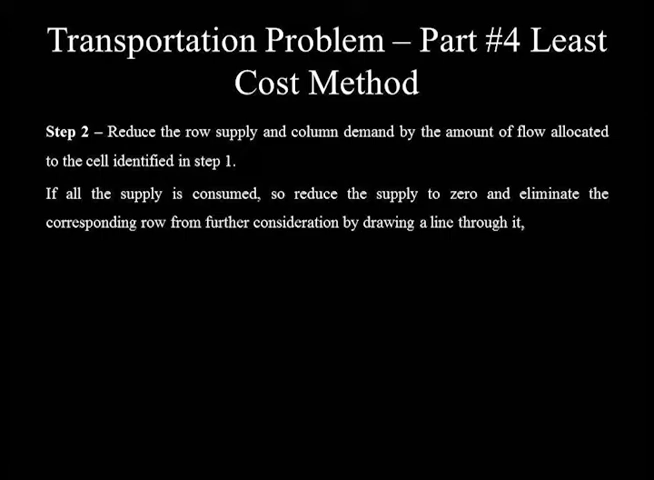 Transportation Problem – Part #4 Least
Cost Method
Step 2 – Reduce the row supply and column demand by the amount of flow allocated
to the cell identified in step 1.
If all the supply is consumed, so reduce the supply to zero and eliminate the
corresponding row from further consideration by drawing a line through it,